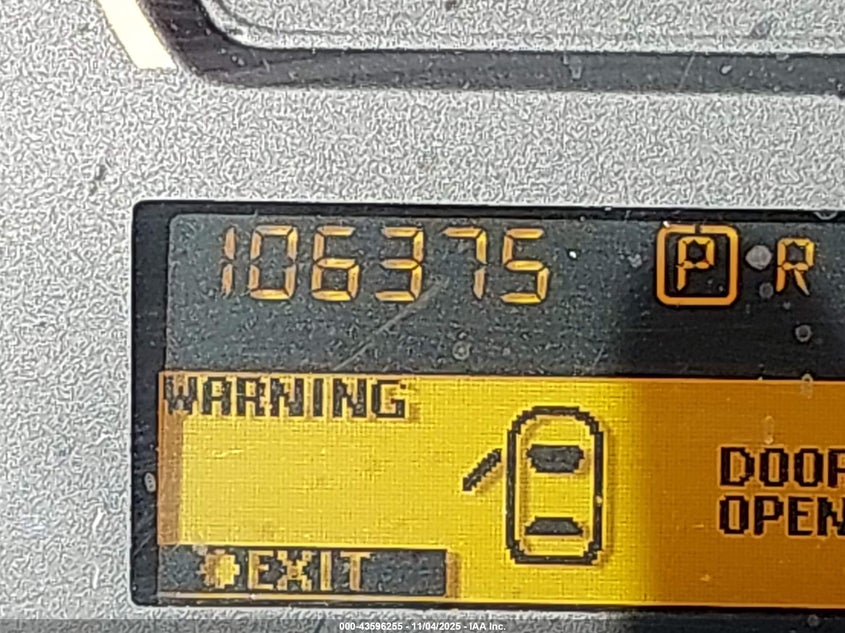 106375 P R
WARNING
DOOR
OPEN
EXIT
000-43596255 - 11/04/2025 - IAA Inc.